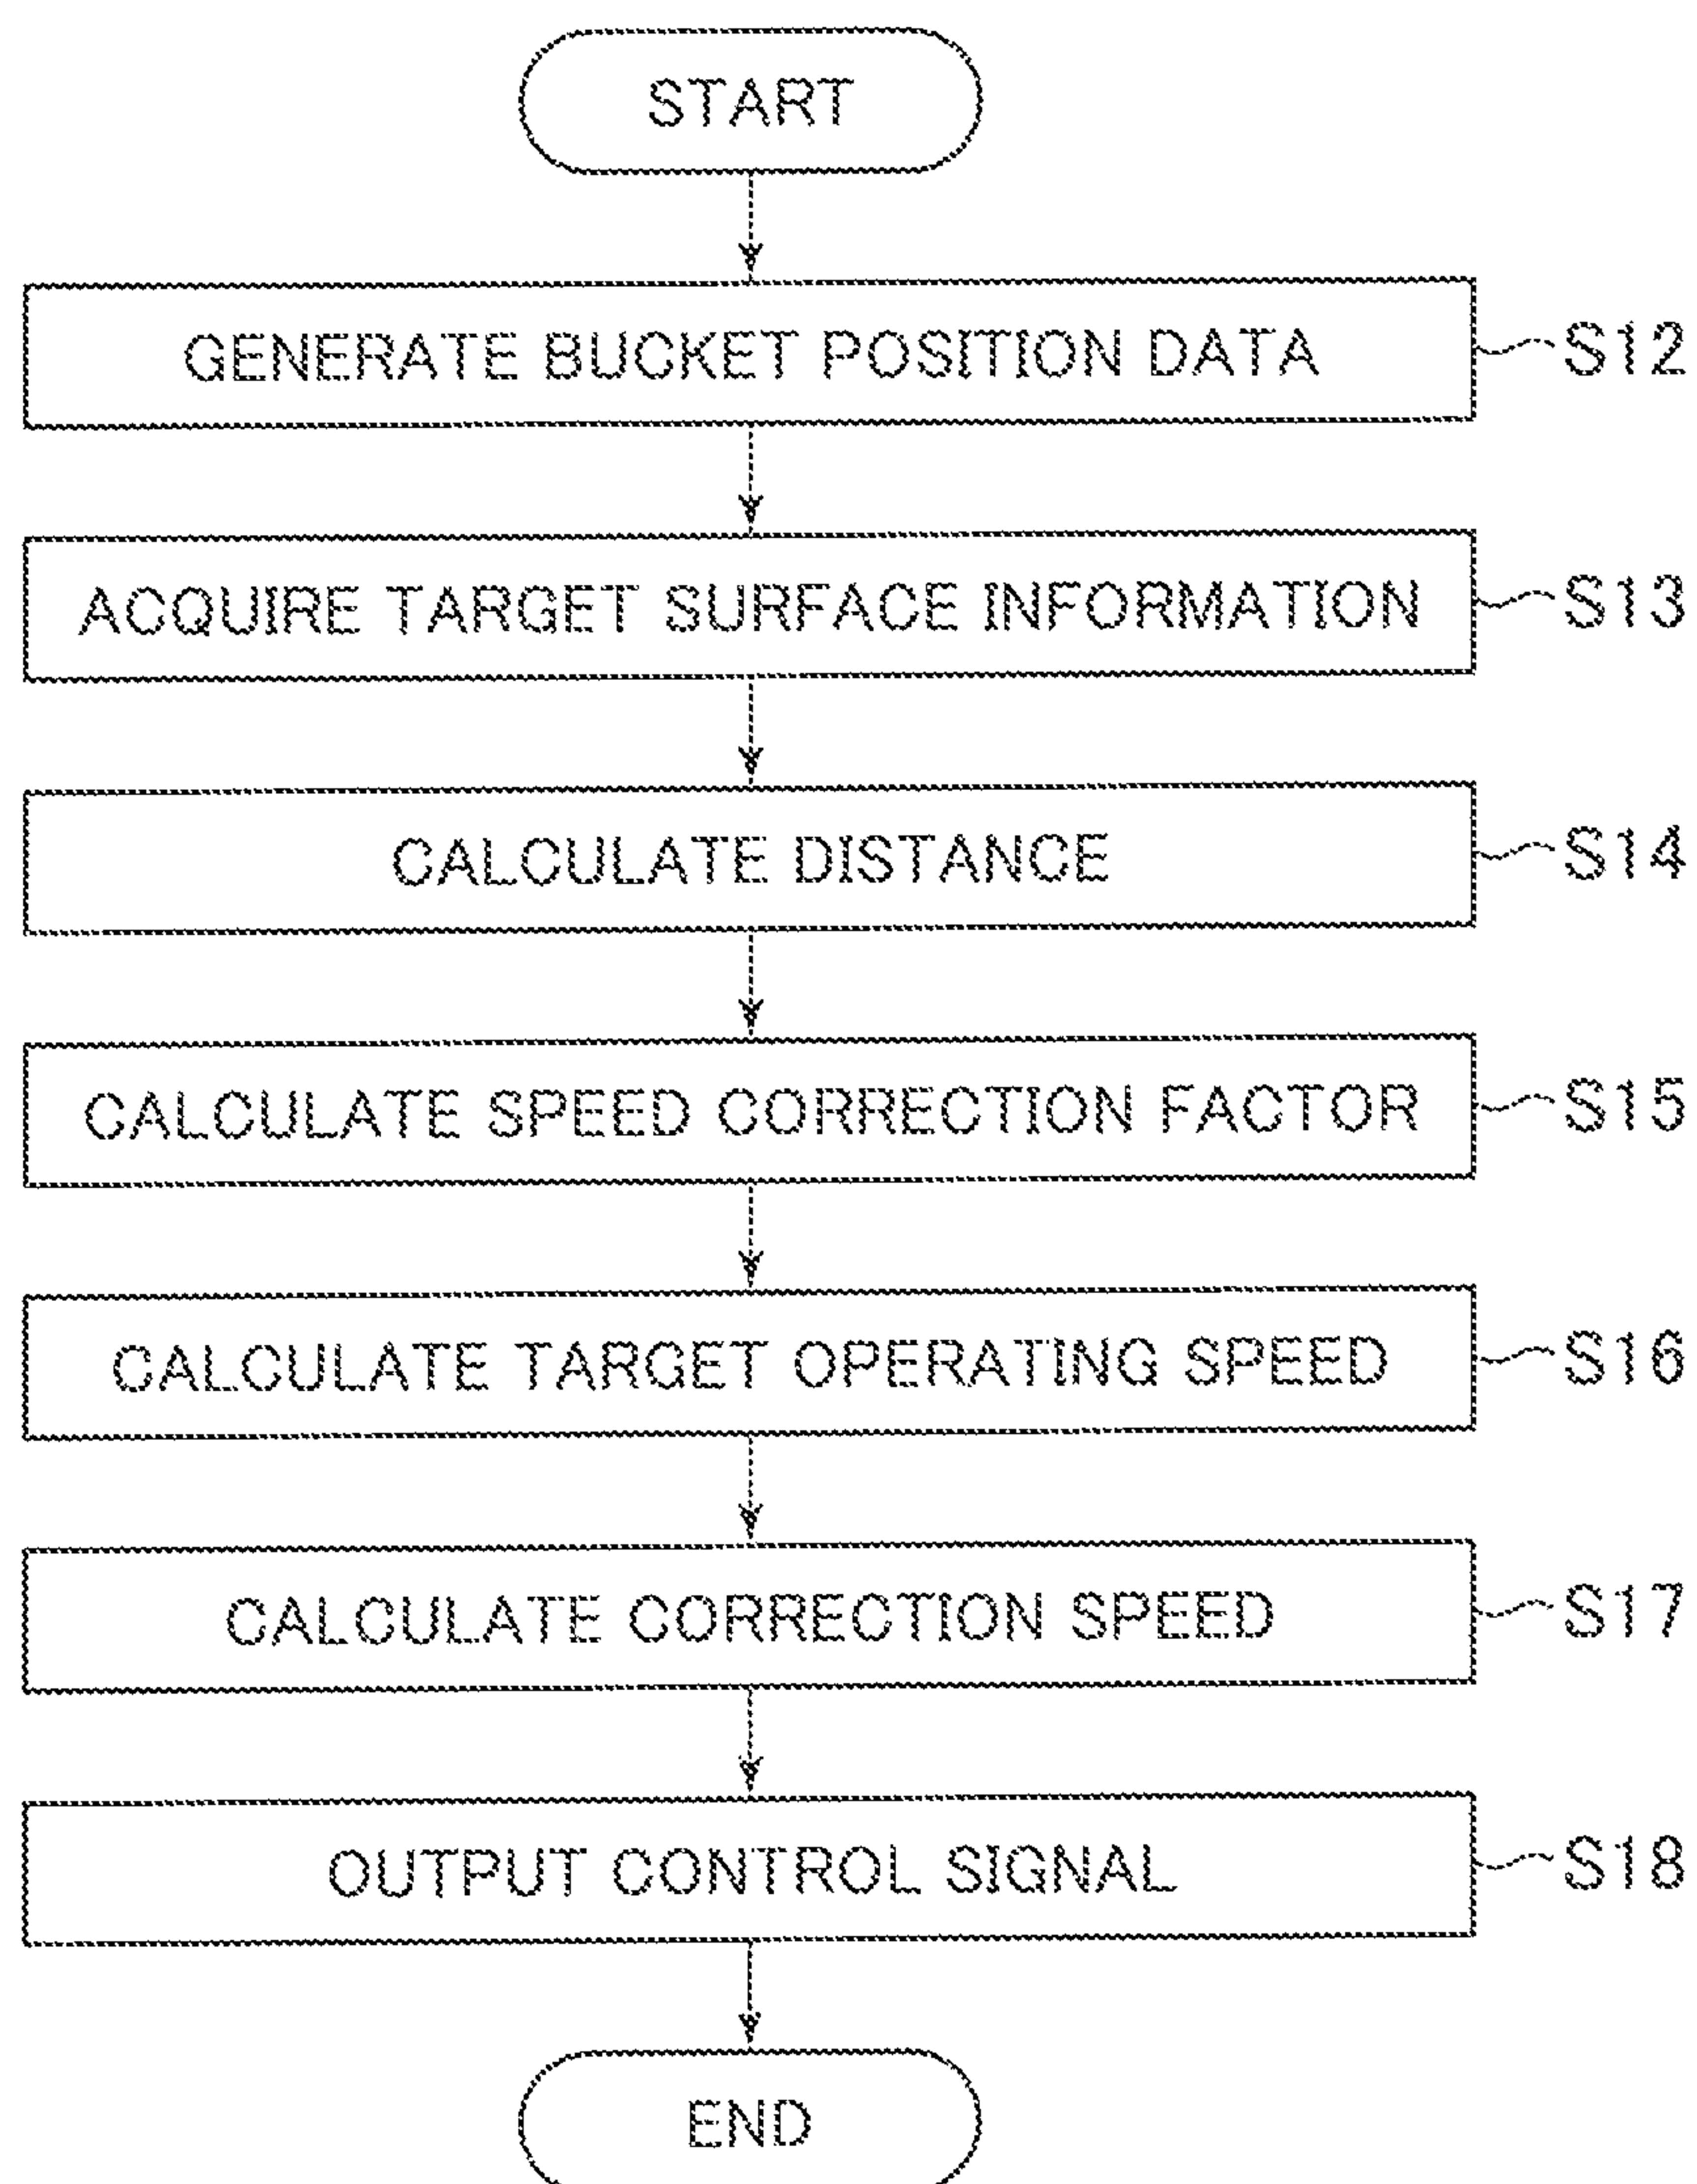 START
GENERATE BUCKET POSITION DATA S12
ACQUIRE TARGET SURFACE INFORMATION S13
CALCULATE DISTANCE S14
CALCULATE SPEED CORRECTION FACTOR S15
CALCULATE TARGET OPERATING SPEED S16
CALCULATE CORRECTION SPEED S17
OUTPUT CONTROL SIGNAL S18
END